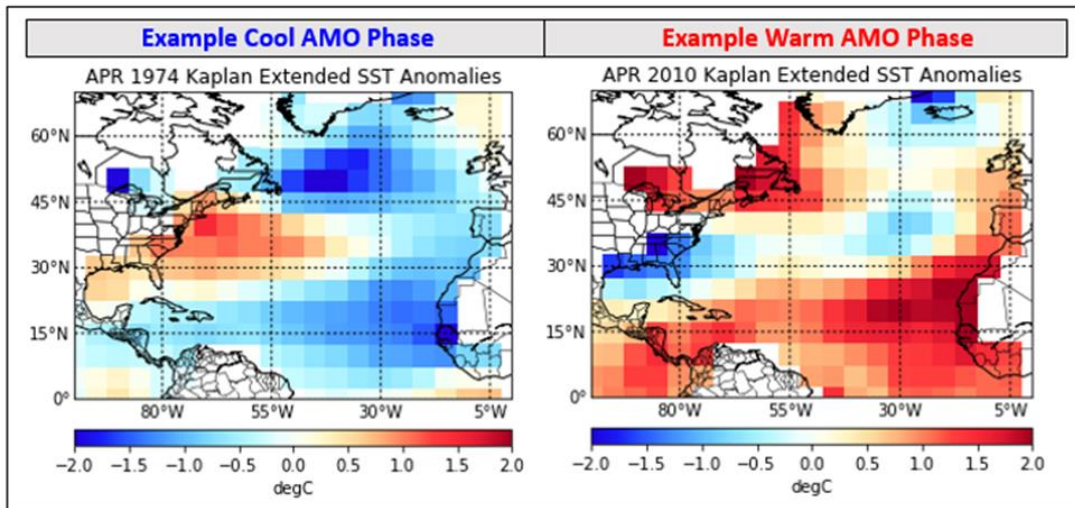 Example Cool AMO Phase
Example Warm AMO Phase
APR 1974 Kaplan Extended SST Anomalies
60°N
45°N
30°N
15°N
0°
80°W
55°W
30°W
5°W
−2.0
−1.5
−1.0
−0.5
0.0
0.5
1.0
1.5
2.0
degC
APR 2010 Kaplan Extended SST Anomalies
60°N
45°N
30°N
15°N
0°
80°W
55°W
30°W
5°W
−2.0
−1.5
−1.0
−0.5
0.0
0.5
1.0
1.5
2.0
degC